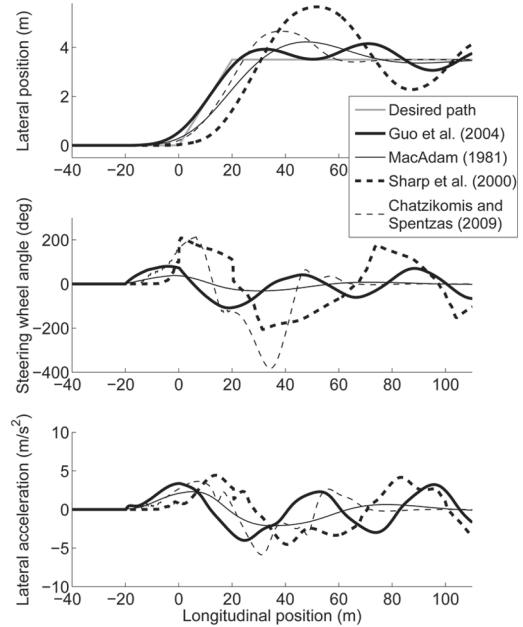 Lateral position (m)
4
2
0
−40 −20 0 20 40 60
Desired path
Guo et al. (2004)
MacAdam (1981)
Sharp et al. (2000)
Chatzikomis and
Spentzas (2009)
Steering wheel angle (deg)
200
0
−200
−400
−40 −20 0 20 40 60 80 100
Lateral acceleration (m/s²)
10
5
0
−5
−10
−40 −20 0 20 40 60 80 100
Longitudinal position (m)